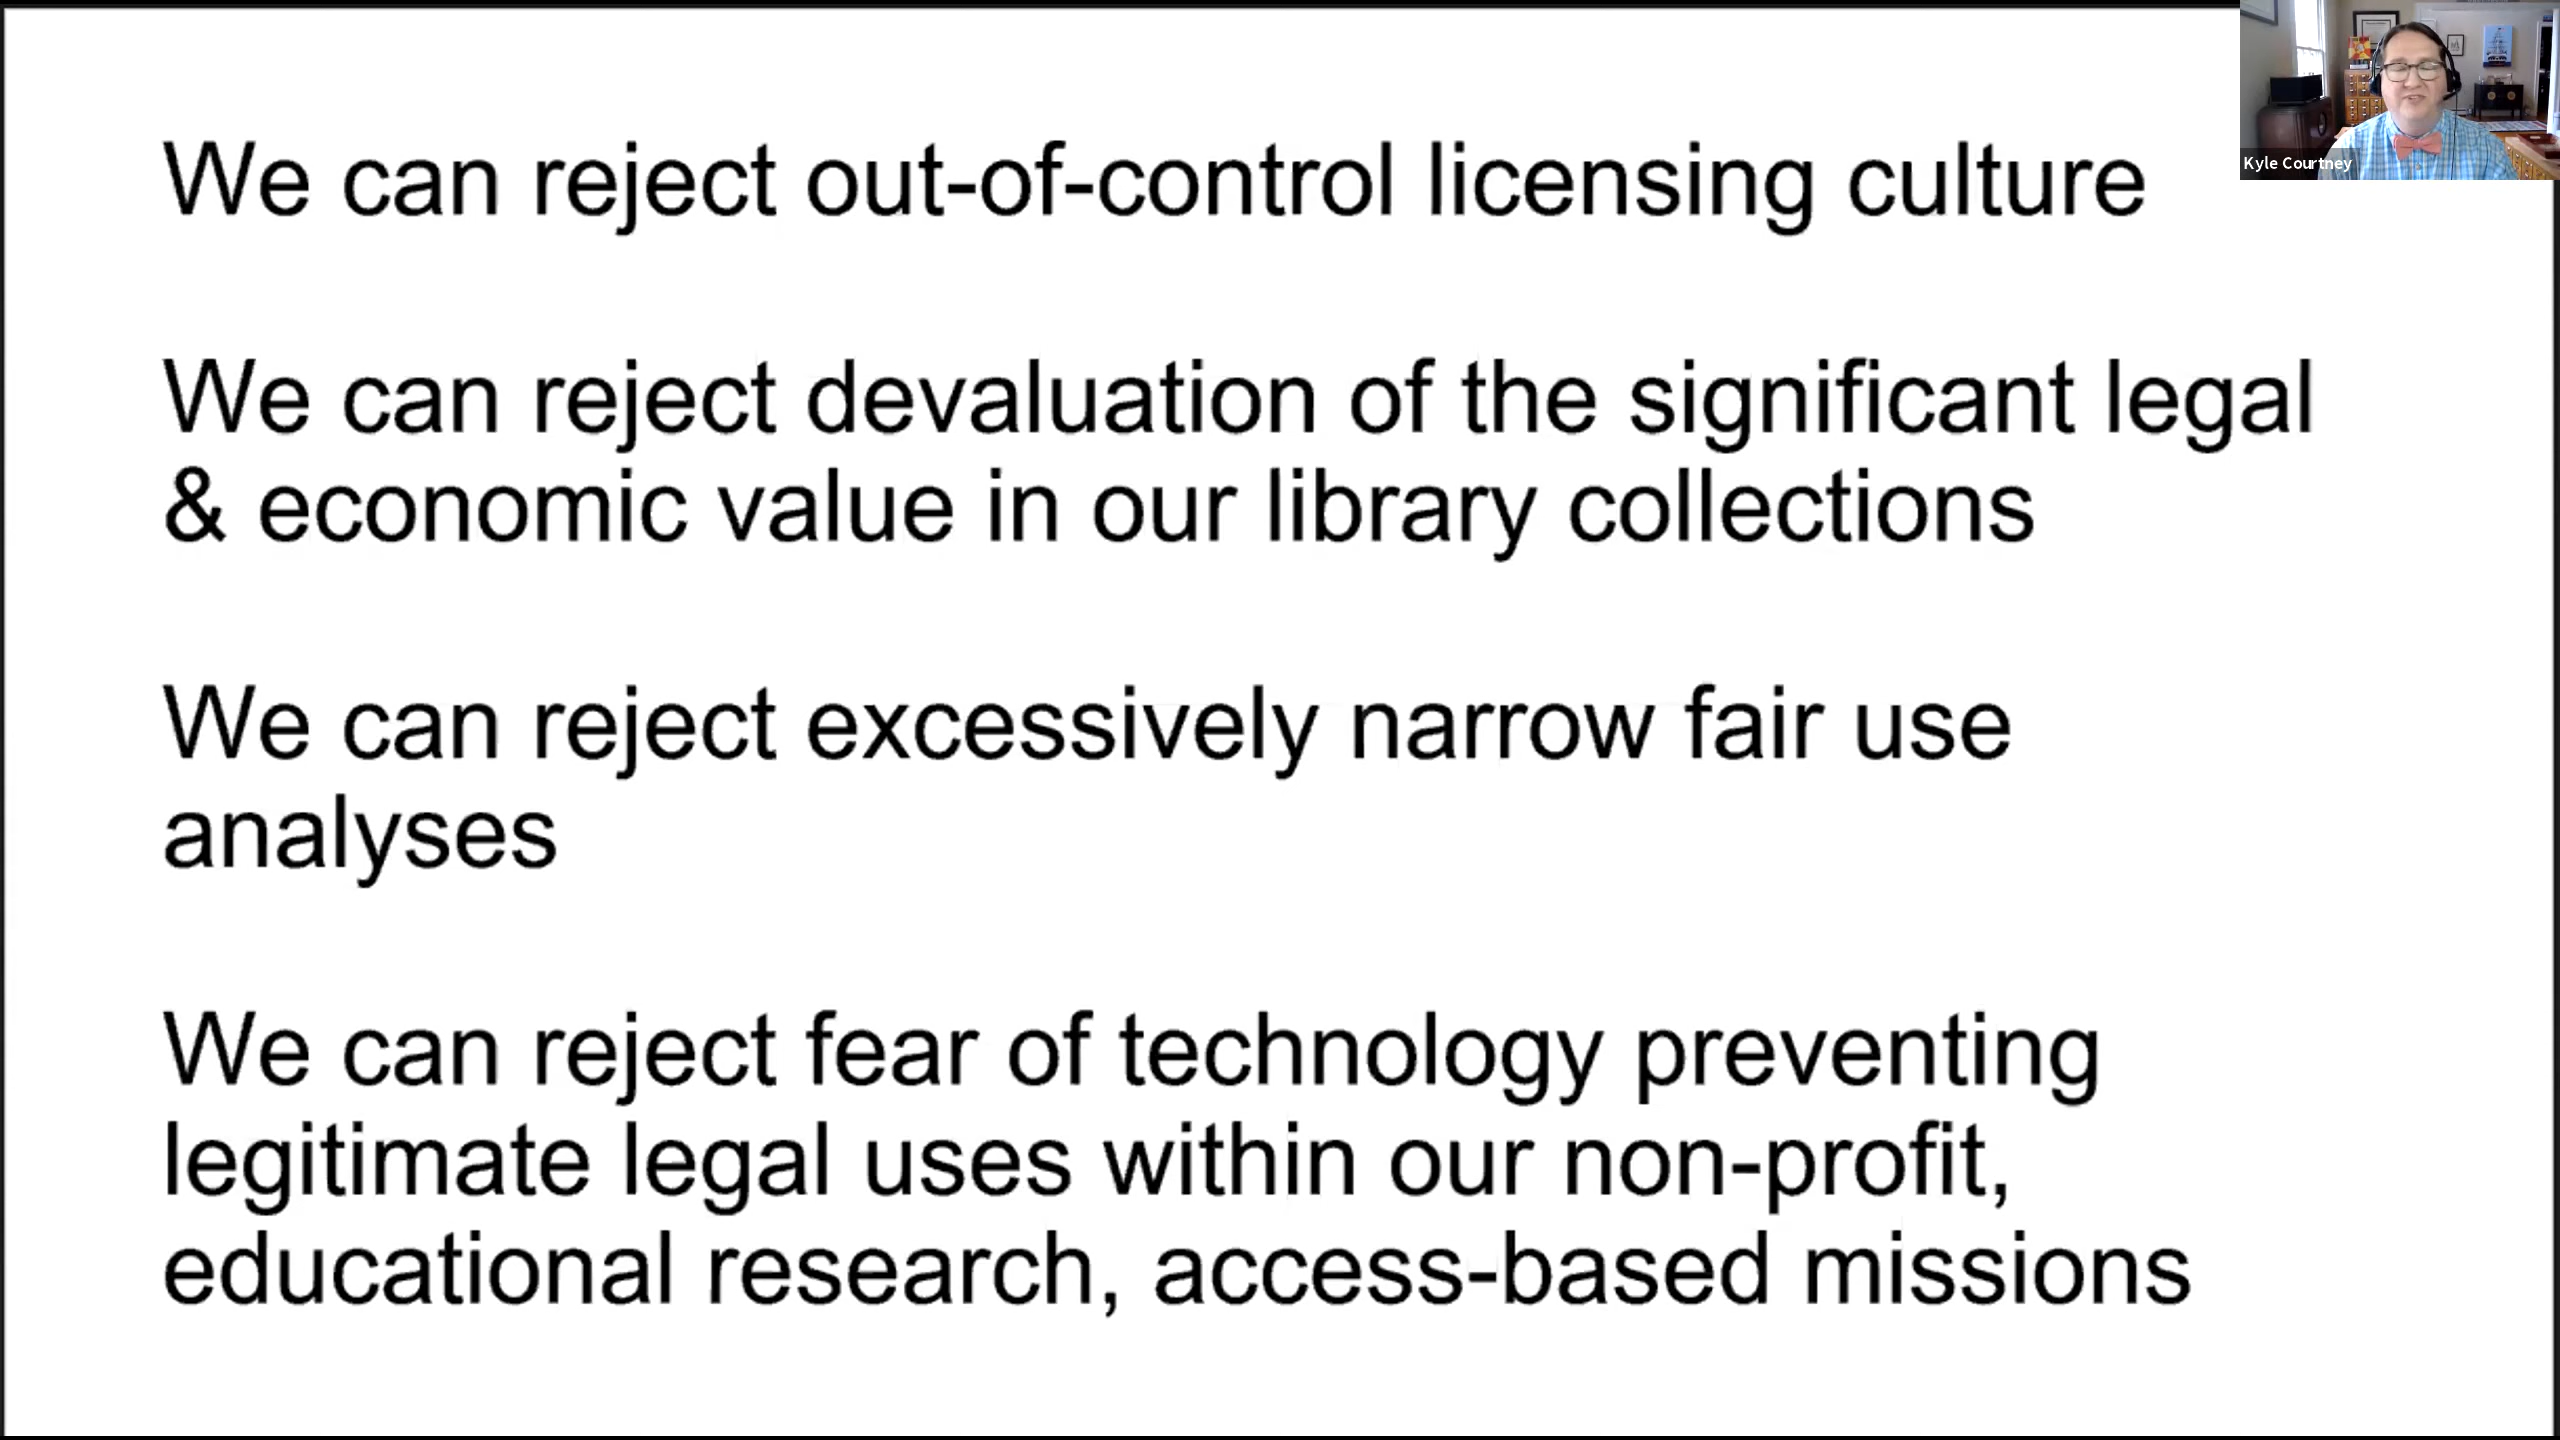 We can reject out-of-control licensing culture
We can reject devaluation of the significant legal
& economic value in our library collections
We can reject excessively narrow fair use
analyses
We can reject fear of technology preventing
legitimate legal uses within our non-profit,
educational research, access-based missions
Kyle Courtney